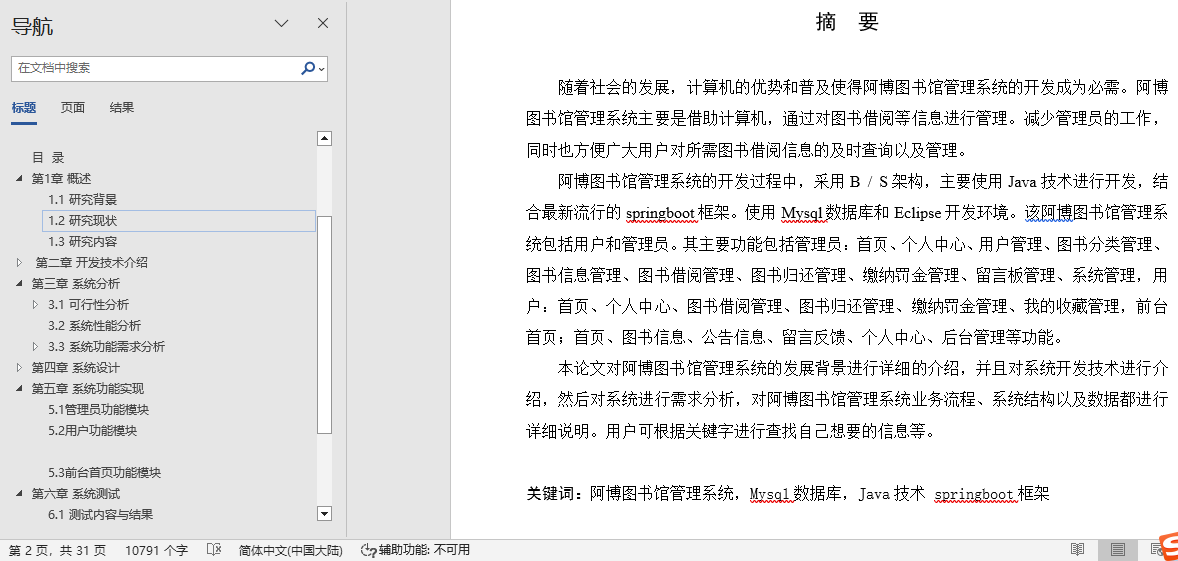 导航
在文档中搜索
标题 页面 结果
目 录
第1章 概述
1.1 研究背景
1.2 研究现状
1.3 研究内容
第二章 开发技术介绍
第三章 系统分析
3.1 可行性分析
3.2 系统性能分析
3.3 系统功能需求分析
第四章 系统设计
第五章 系统功能实现
5.1管理员功能模块
5.2用户功能模块
5.3前台首页功能模块
第六章 系统测试
6.1 测试内容与结果
摘 要
随着社会的发展，计算机的优势和普及使得阿博图书馆管理系统的开发成为必需。阿博
图书馆管理系统主要是借助计算机，通过对图书借阅等信息进行管理。减少管理员的工作，
同时也方便广大用户对所需图书借阅信息的及时查询以及管理。
阿博图书馆管理系统的开发过程中，采用 B / S 架构，主要使用 Java 技术进行开发，结
合最新流行的 springboot 框架。使用 Mysql 数据库和 Eclipse 开发环境。该阿博图书馆管理系
统包括用户和管理员。其主要功能包括管理员：首页、个人中心、用户管理、图书分类管理、
图书信息管理、图书借阅管理、图书归还管理、缴纳罚金管理、留言板管理、系统管理，用
户：首页、个人中心、图书借阅管理、图书归还管理、缴纳罚金管理、我的收藏管理，前台
首页；首页、图书信息、公告信息、留言反馈、个人中心、后台管理等功能。
本论文对阿博图书馆管理系统的发展背景进行详细的介绍，并且对系统开发技术进行介
绍，然后对系统进行需求分析，对阿博图书馆管理系统业务流程、系统结构以及数据都进行
详细说明。用户可根据关键字进行查找自己想要的信息等。
关键词：阿博图书馆管理系统，Mysql 数据库，Java 技术 springboot 框架
第 2 页，共 31 页 10791 个字 简体中文(中国大陆) 辅助功能: 不可用